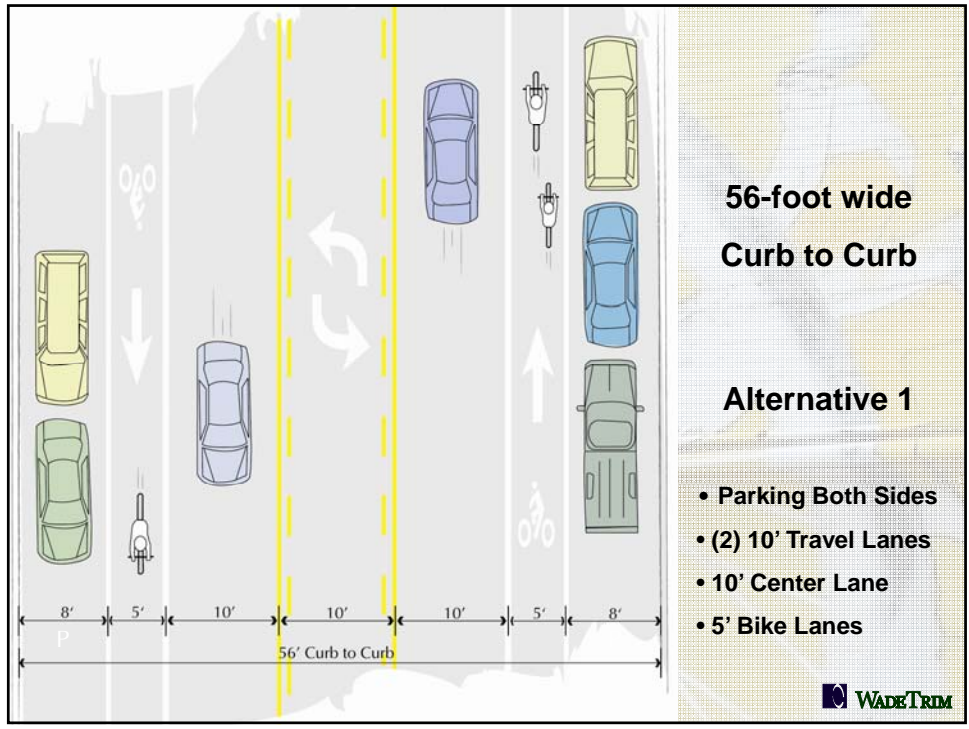 56-foot wide
Curb to Curb
Alternative 1
• Parking Both Sides
• (2) 10’ Travel Lanes
• 10’ Center Lane
• 5’ Bike Lanes
8’ 5’ 10’ 10’ 10’ 5’ 8’
P
56’ Curb to Curb
WADETRIM